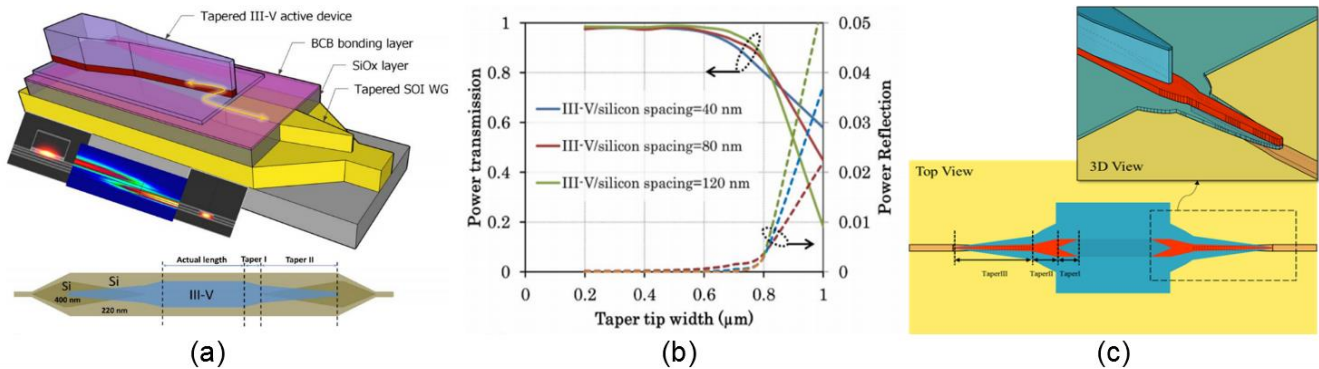 Tapered III-V active device
BCB bonding layer
SiOx layer
Tapered SOI WG
Actual length
Taper I
Taper II
Si
Si
III-V
400 nm
220 nm
(a)
Power transmission
1
0.8
0.6
0.4
0.2
0
III-V/silicon spacing=40 nm
III-V/silicon spacing=80 nm
III-V/silicon spacing=120 nm
0.05
0.04
0.03
0.02
0.01
0
Power Reflection
0 0.2 0.4 0.6 0.8 1
Taper tip width (μm)
(b)
3D View
Top View
TaperIII
TaperII
TaperI
(c)